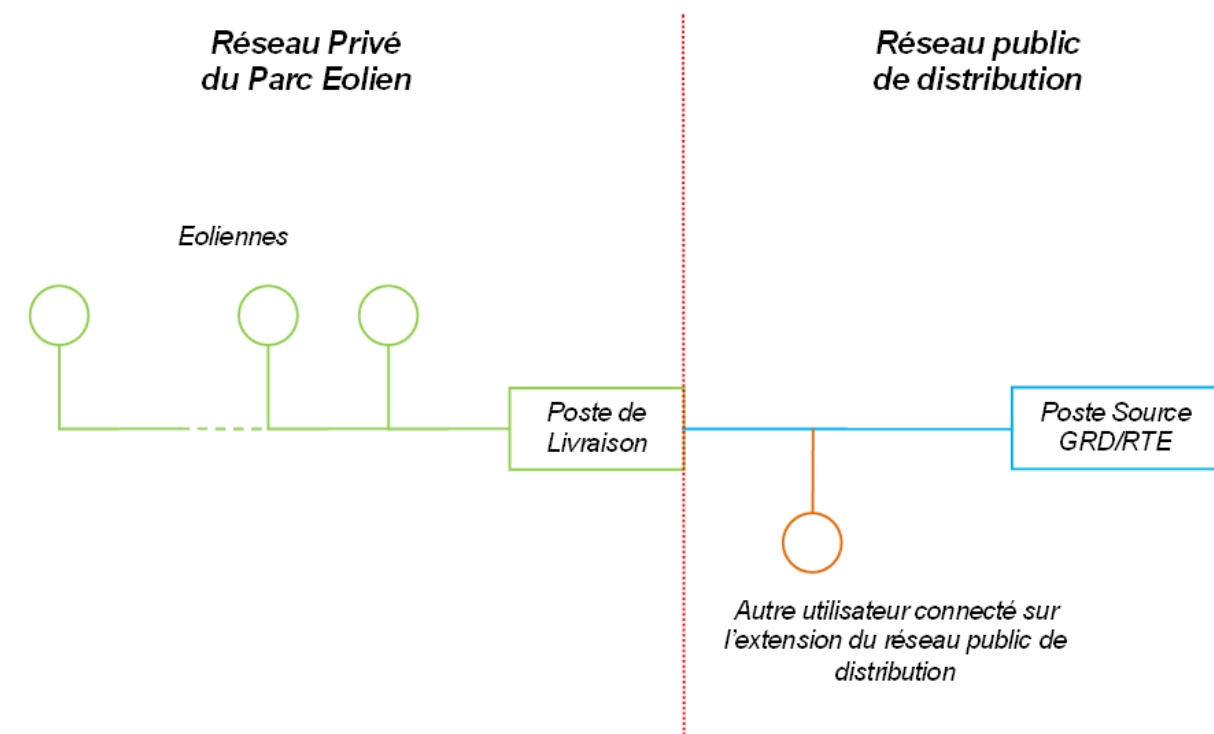 Réseau Privé
du Parc Eolien
Réseau public
de distribution
Eoliennes
Poste de
Livraison
Poste Source
GRD/RTE
Autre utilisateur connecté sur
l'extension du réseau public de
distribution